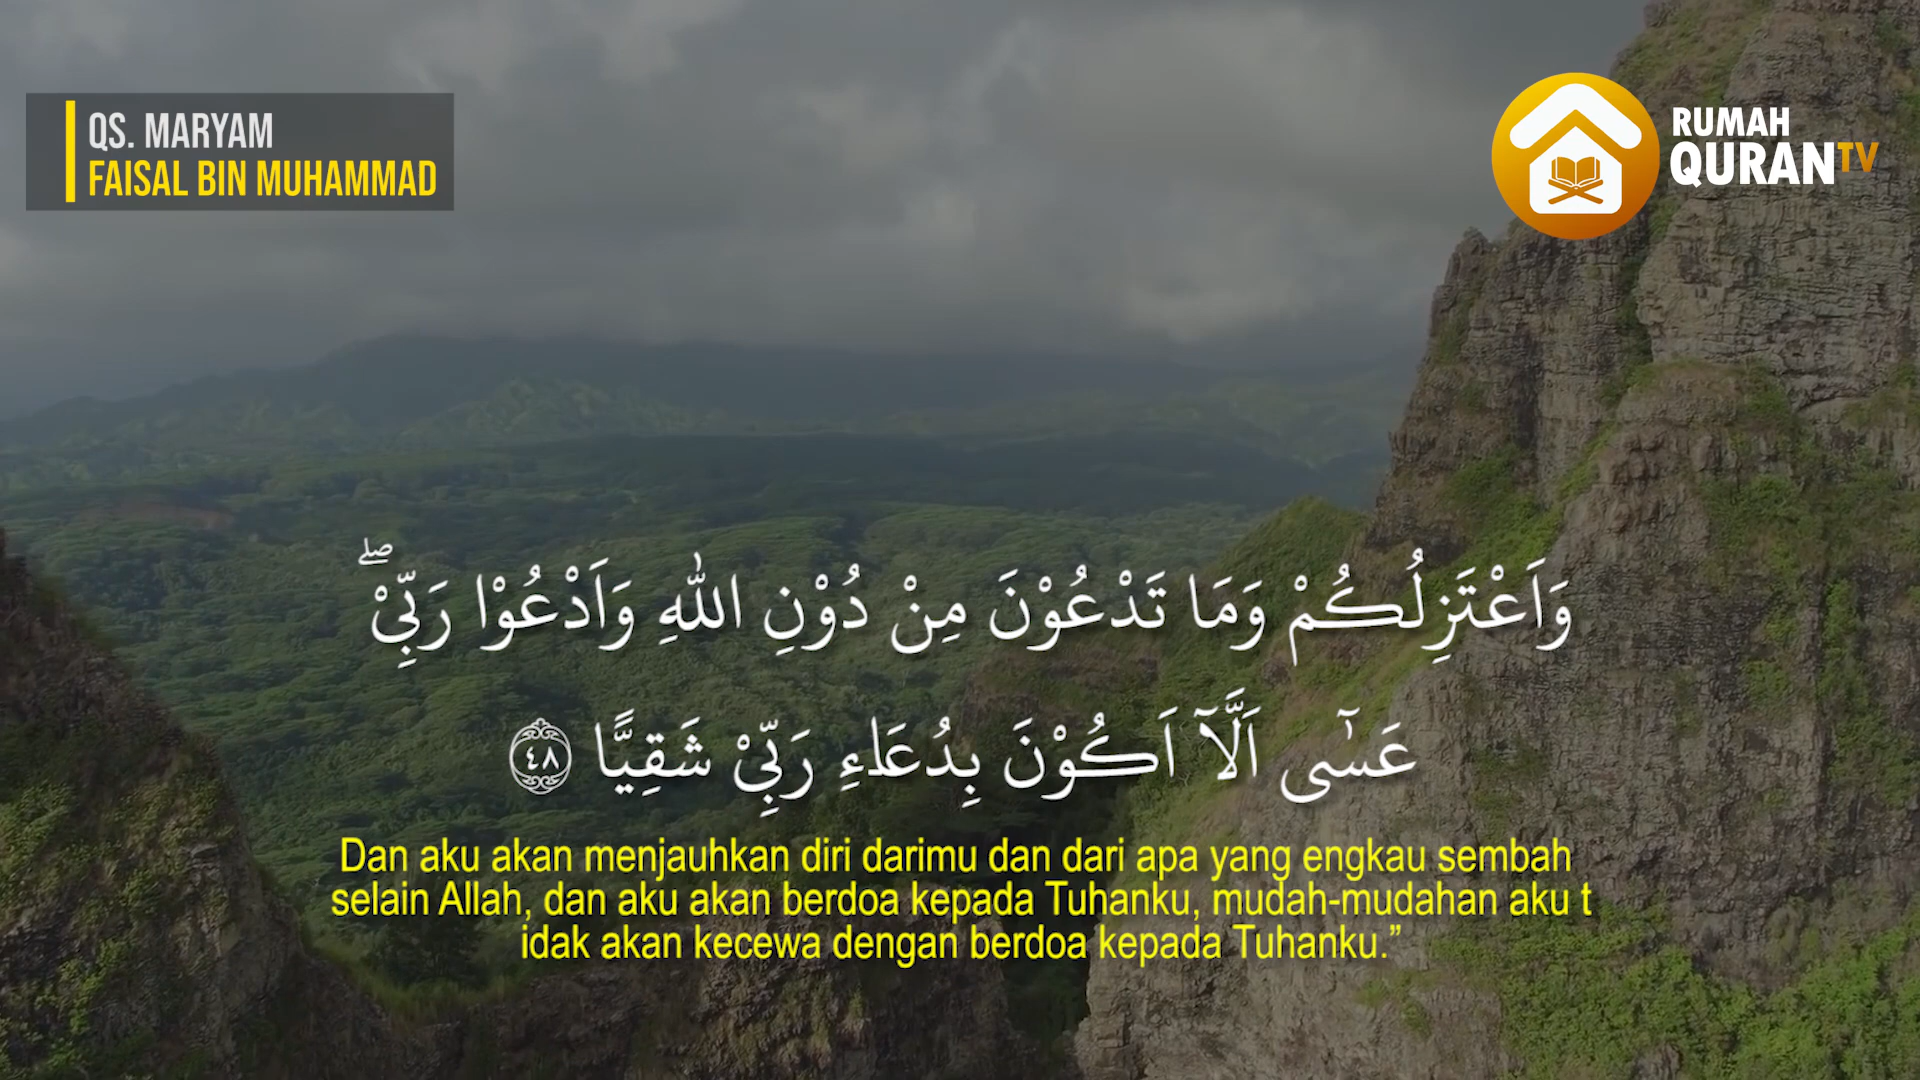 QS. MARYAM
FAISAL BIN MUHAMMAD
RUMAH
QURANTV
وَاَعْتَزِلُكُمْ وَمَا تَدْعُوْنَ مِنْ دُوْنِ اللّٰهِ وَاَدْعُوْا رَبِّيْۖ
عَسٰٓى اَلَّآ اَكُوْنَ بِدُعَاۤءِ رَبِّيْ شَقِيًّا ٤٨
Dan aku akan menjauhkan diri darimu dan dari apa yang engkau sembah
selain Allah, dan aku akan berdoa kepada Tuhanku, mudah-mudahan aku t
idak akan kecewa dengan berdoa kepada Tuhanku.”